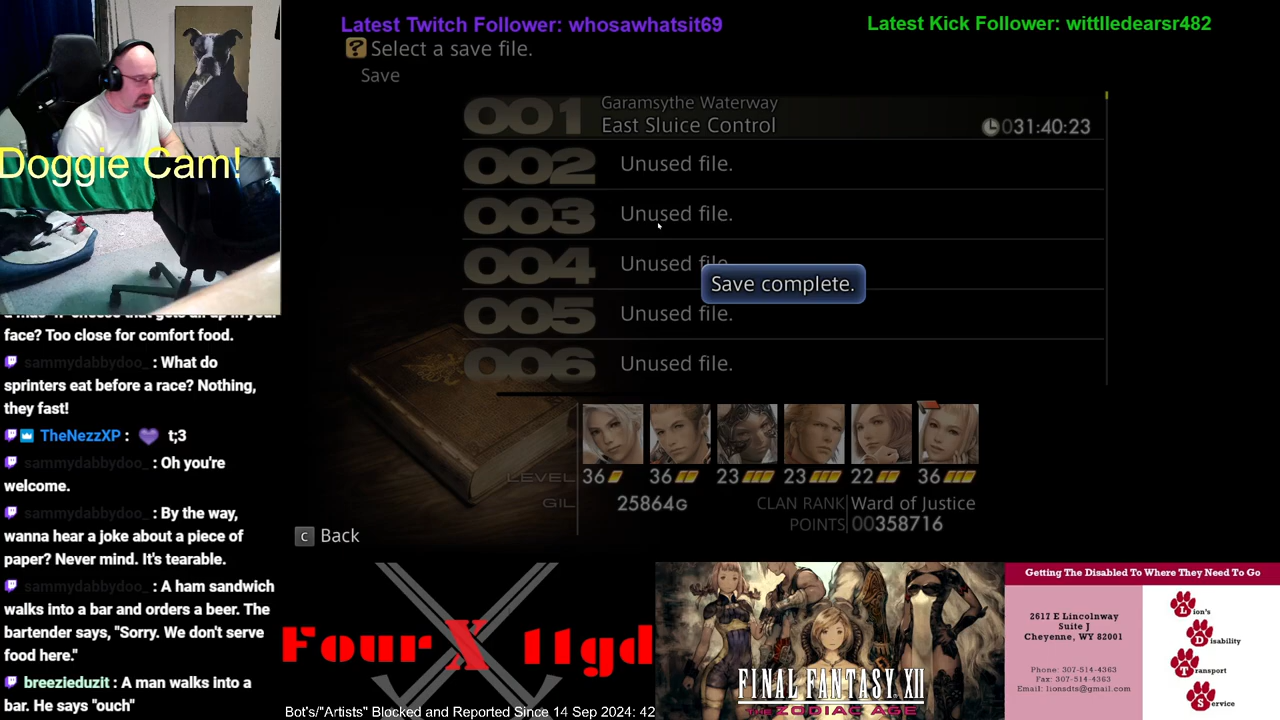 Latest Twitch Follower: whosawhatsit69
Latest Kick Follower: wittlledearsr482
? Select a save file.
Save
001 Garamsythe Waterway
East Sluice Control 031:40:23
002 Unused file.
003 Unused file.
004 Unused file.
005 Unused file.
006 Unused file.
Save complete.
36 36 23 23 22 36
LEVEL
GIL 25864G
CLAN RANK Ward of Justice
POINTS 00358716
C Back
Doggie Cam!
face? Too close for comfort food.
sammydabbydoo_ : What do
sprinters eat before a race? Nothing,
they fast!
TheNezzXP : t;3
sammydabbydoo_ : Oh you're
welcome.
sammydabbydoo_ : By the way,
wanna hear a joke about a piece of
paper? Never mind. It's tearable.
sammydabbydoo_ : A ham sandwich
walks into a bar and orders a beer. The
bartender says, "Sorry. We don't serve
food here."
breezieduzit : A man walks into a
bar. He says "ouch"
Four X 11gd
Bot's/"Artists" Blocked and Reported Since 14 Sep 2024: 42
FINAL FANTASY XII
THE ZODIAC AGE
Getting The Disabled To Where They Need To Go
2617 E Lincolnway
Suite J
Cheyenne, WY 82001
Phone: 307-514-4363
Fax: 307-514-4363
Email: lionsdts@gmail.com
Lion's
Disability
Transport
Service